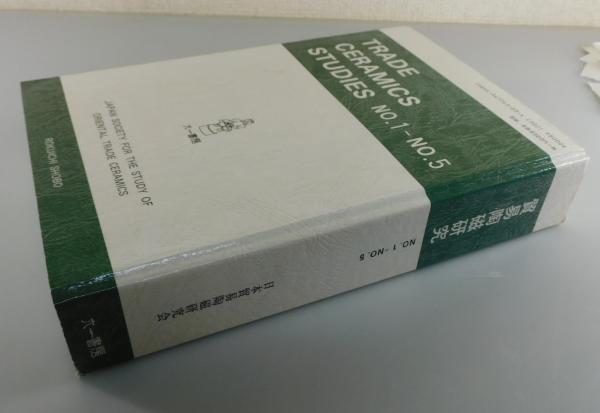 TRADE
CERAMICS
STUDIES NO.1-NO.5
六一書房
JAPAN SOCIETY FOR THE STUDY OF
ORIENTAL TRADE CERAMICS
ROKUICHI SHOBO
貿易陶磁研究
NO.1-NO.5
日本貿易陶磁研究会
六一書房